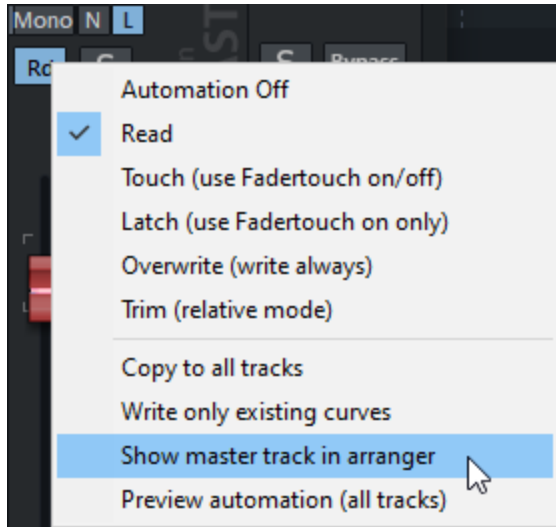 Mono N L
Rd
Automation Off
Read
Touch (use Fadertouch on/off)
Latch (use Fadertouch on only)
Overwrite (write always)
Trim (relative mode)
Copy to all tracks
Write only existing curves
Show master track in arranger
Preview automation (all tracks)